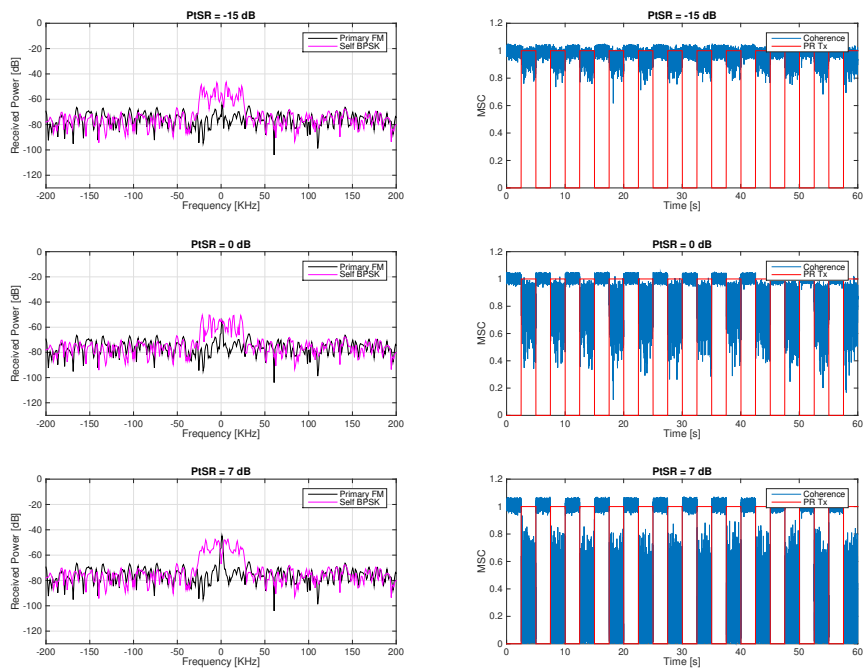 PtSR = -15 dB
0
-20
-40
-60
-80
-100
-120
Received Power [dB]
Primary FM
Self BPSK
-200 -150 -100 -50 0 50 100 150 200
Frequency [KHz]
PtSR = -15 dB
1.2
1
0.8
0.6
0.4
0.2
0
MSC
Coherence
PR Tx
0 10 20 30 40 50 60
Time [s]
PtSR = 0 dB
0
-20
-40
-60
-80
-100
-120
Received Power [dB]
Primary FM
Self BPSK
-200 -150 -100 -50 0 50 100 150 200
Frequency [KHz]
PtSR = 0 dB
1.2
1
0.8
0.6
0.4
0.2
0
MSC
Coherence
PR Tx
0 10 20 30 40 50 60
Time [s]
PtSR = 7 dB
0
-20
-40
-60
-80
-100
-120
Received Power [dB]
Primary FM
Self BPSK
-200 -150 -100 -50 0 50 100 150 200
Frequency [KHz]
PtSR = 7 dB
1.2
1
0.8
0.6
0.4
0.2
0
MSC
Coherence
PR Tx
0 10 20 30 40 50 60
Time [s]